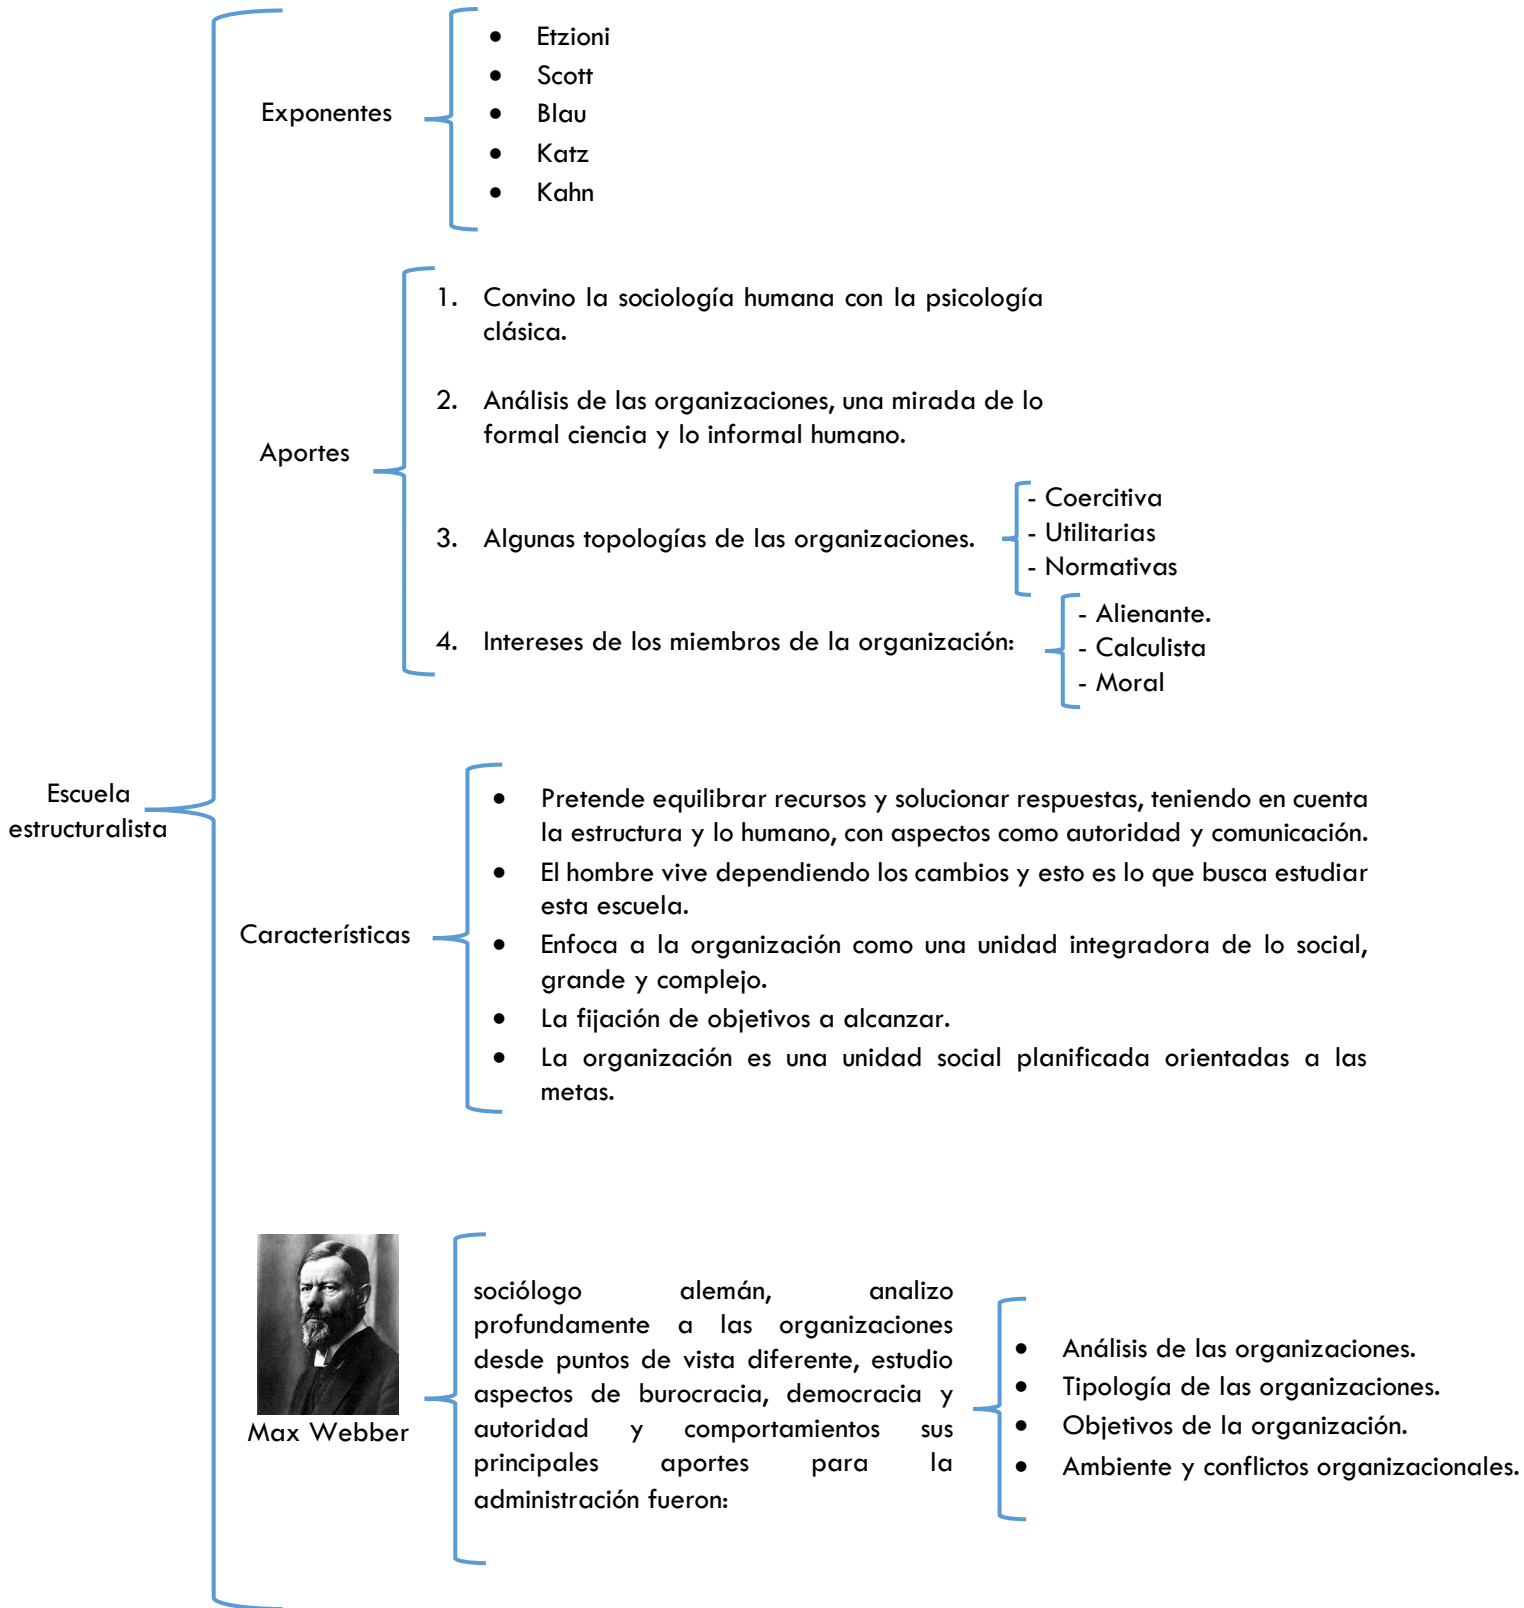 Exponentes
• Etzioni
• Scott
• Blau
• Katz
• Kahn
Aportes
1. Convino la sociología humana con la psicología
clásica.
2. Análisis de las organizaciones, una mirada de lo
formal ciencia y lo informal humano.
3. Algunas topologías de las organizaciones.
- Coercitiva
- Utilitarias
- Normativas
4. Intereses de los miembros de la organización:
- Alienante.
- Calculista
- Moral
Escuela
estructuralista
Características
• Pretende equilibrar recursos y solucionar respuestas, teniendo en cuenta
la estructura y lo humano, con aspectos como autoridad y comunicación.
• El hombre vive dependiendo los cambios y esto es lo que busca estudiar
esta escuela.
• Enfoca a la organización como una unidad integradora de lo social,
grande y complejo.
• La fijación de objetivos a alcanzar.
• La organización es una unidad social planificada orientadas a las
metas.
Max Webber
sociólogo alemán, analizo
profundamente a las organizaciones
desde puntos de vista diferente, estudio
aspectos de burocracia, democracia y
autoridad y comportamientos sus
principales aportes para la
administración fueron:
• Análisis de las organizaciones.
• Tipología de las organizaciones.
• Objetivos de la organización.
• Ambiente y conflictos organizacionales.